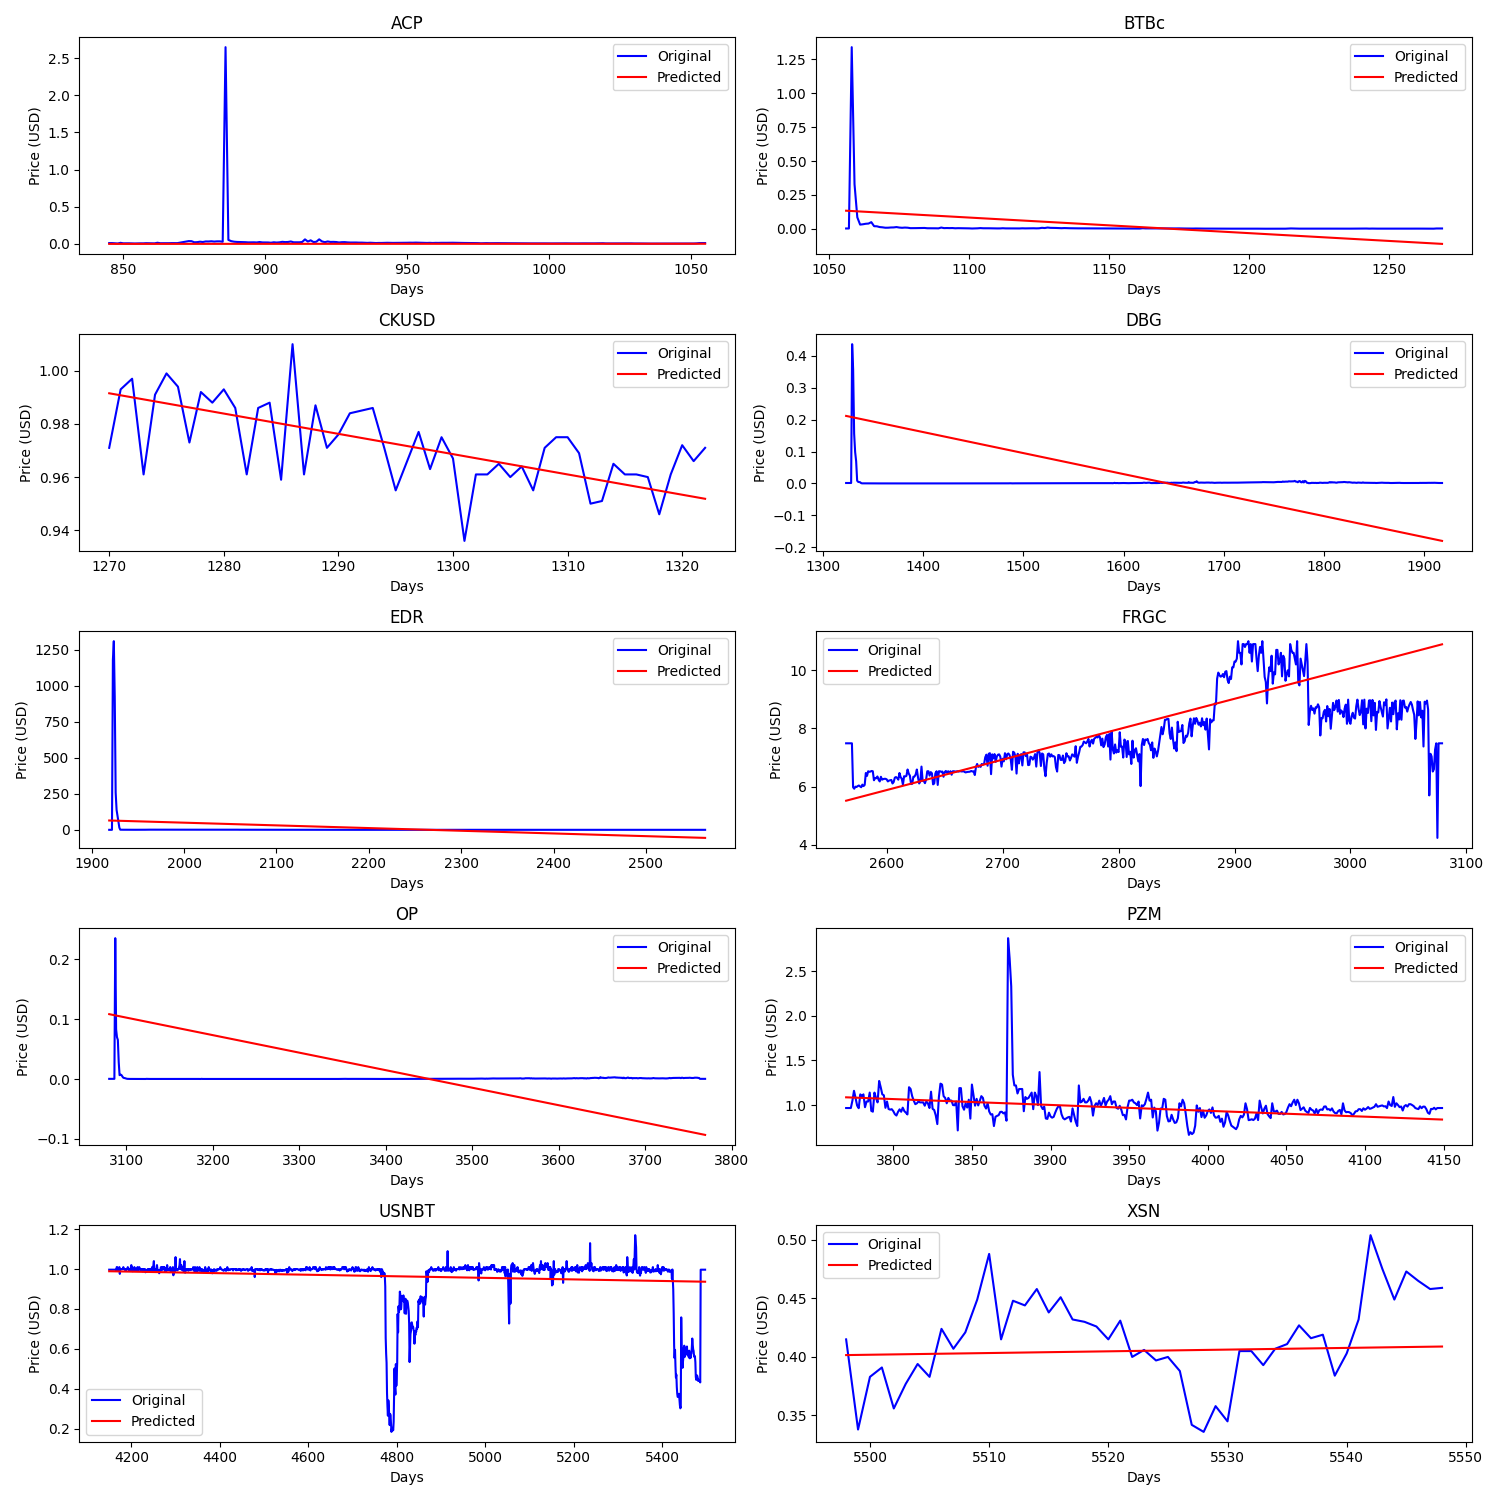 ACP
Price (USD)
2.5
2.0
1.5
1.0
0.5
0.0
Original
Predicted
850
900
950
1000
1050
Days
BTBc
Price (USD)
1.25
1.00
0.75
0.50
0.25
0.00
Original
Predicted
1050
1100
1150
1200
1250
Days
CKUSD
Price (USD)
1.00
0.98
0.96
0.94
Original
Predicted
1270
1280
1290
1300
1310
1320
Days
DBG
Price (USD)
0.4
0.3
0.2
0.1
0.0
−0.1
−0.2
Original
Predicted
1300
1400
1500
1600
1700
1800
1900
Days
EDR
Price (USD)
1250
1000
750
500
250
0
Original
Predicted
1900
2000
2100
2200
2300
2400
2500
Days
FRGC
Price (USD)
10
8
6
4
Original
Predicted
2600
2700
2800
2900
3000
3100
Days
OP
Price (USD)
0.2
0.1
0.0
−0.1
Original
Predicted
3100
3200
3300
3400
3500
3600
3700
3800
Days
PZM
Price (USD)
2.5
2.0
1.5
1.0
Original
Predicted
3800
3850
3900
3950
4000
4050
4100
4150
Days
USNBT
Price (USD)
1.2
1.0
0.8
0.6
0.4
0.2
Original
Predicted
4200
4400
4600
4800
5000
5200
5400
Days
XSN
Price (USD)
0.50
0.45
0.40
0.35
Original
Predicted
5500
5510
5520
5530
5540
5550
Days